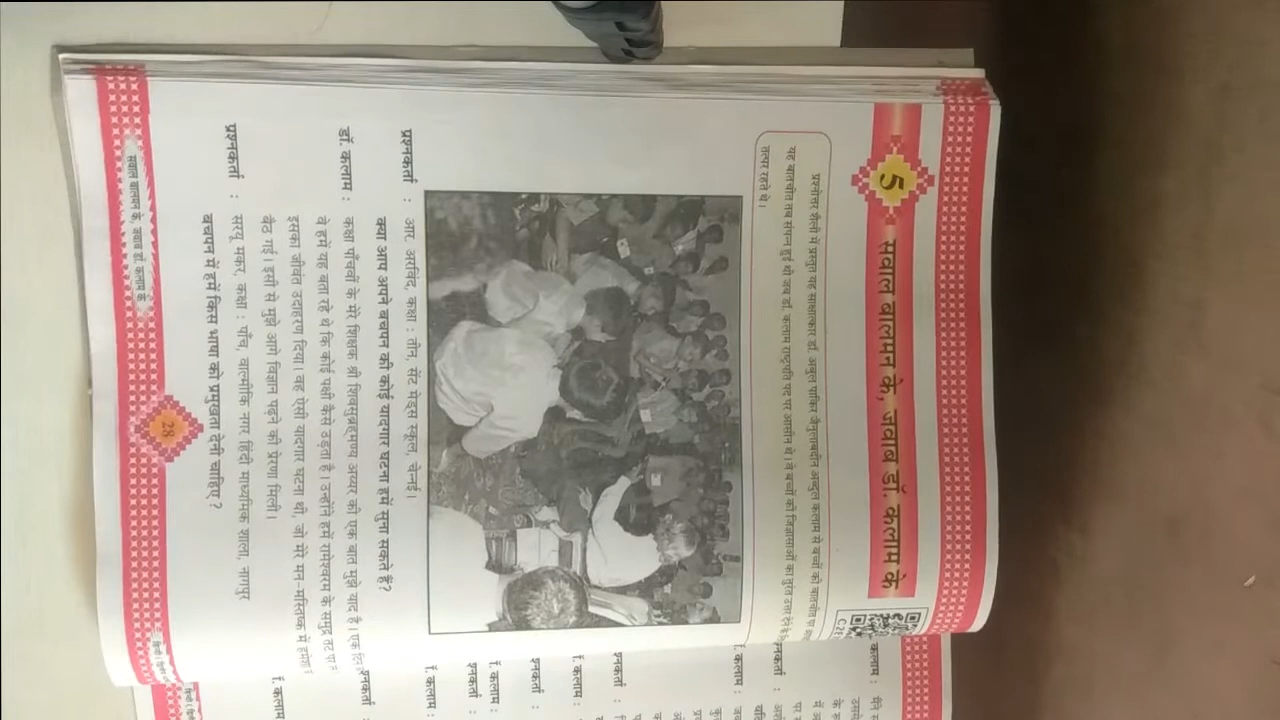 5
सवाल बालमन के, जवाब डॉ. कलाम के
प्रश्नोत्तर शैली में प्रस्तुत यह साक्षात्कार डॉ. अबुल पाकिर जैनुलाबदीन अब्दुल कलाम से बच्चों की बातचीत पर
यह बातचीत तब संपन्न हुई थी जब डॉ. कलाम राष्ट्रपति पद पर आसीन थे। वे बच्चों की जिज्ञासाओं का तुरंत उत्तर देने के
तत्पर रहते थे।
प्रश्नकर्ता : आर. अरविंद, कक्षा : तीन, सेंट मेड्स स्कूल, चेन्नई।
क्या आप अपने बचपन की कोई यादगार घटना हमें सुना सकते हैं?
डॉ. कलाम : कक्षा पाँचवीं के मेरे शिक्षक श्री शिवसुब्रह्मण्य अय्यर की एक बात मुझे याद है। एक
वे हमें यह बता रहे थे कि कोई पक्षी कैसे उड़ता है। उन्होंने हमें रामेश्वरम के समुद्र तट पर
इसका जीवंत उदाहरण दिया। वह ऐसी यादगार घटना थी, जो मेरे मन-मस्तिष्क में हमेशा
बैठ गई। इसी से मुझे आगे विज्ञान पढ़ने की प्रेरणा मिली।
प्रश्नकर्ता : सरयू मकर, कक्षा : पाँच, वाल्मीकि नगर हिंदी माध्यमिक शाला, नागपुर
बचपन में हमें किस भाषा को प्रमुखता देनी चाहिए ?
सवाल बालमन के, जवाब डॉ. कलाम के
28